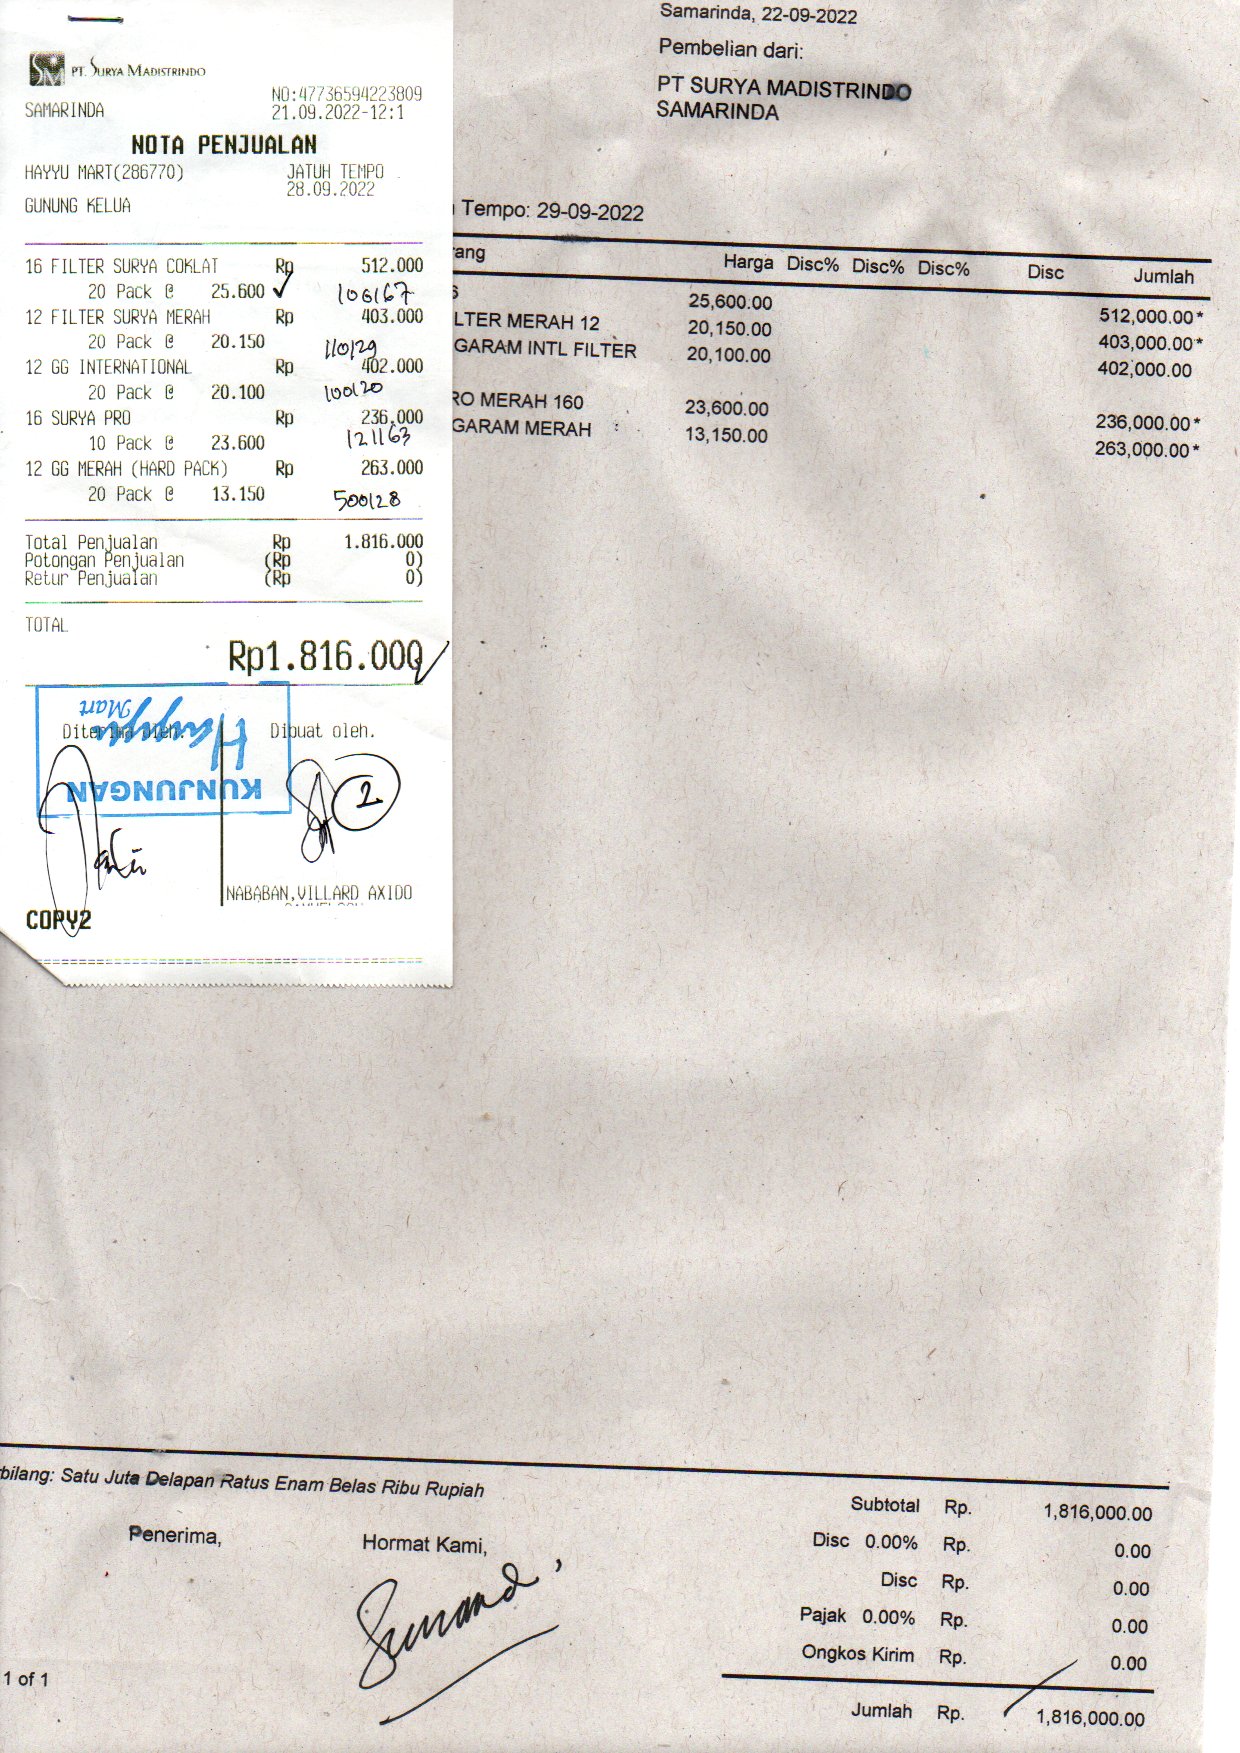 PT. SURYA MADISTRINDO
SAMARINDA
NO:47736594223809
21.09.2022-12:1
NOTA PENJUALAN
HAYYU MART(286770)
JATUH TEMPO
28.09.2022
GUNUNG KELUA
16 FILTER SURYA COKLAT Rp 512.000
20 Pack @ 25.600 ✓ 106167
12 FILTER SURYA MERAH Rp 403.000
20 Pack @ 20.150 110129
12 GG INTERNATIONAL Rp 402.000
20 Pack @ 20.100 100120
16 SURYA PRO Rp 236.000
10 Pack @ 23.600 121163
12 GG MERAH (HARD PACK) Rp 263.000
20 Pack @ 13.150 500128
Total Penjualan Rp 1.816.000
Potongan Penjualan (Rp 0)
Retur Penjualan (Rp 0)
TOTAL
Rp1.816.000
Diterima oleh. Dibuat oleh.
KUNJUNGAN
Hayyu
Mart
2
NABABAN,VILLARD AXIDO
COPY2
Samarinda, 22-09-2022
Pembelian dari:
PT SURYA MADISTRINDO
SAMARINDA
Tempo: 29-09-2022
rang Harga Disc% Disc% Disc% Disc Jumlah
6 25,600.00 512,000.00*
LTER MERAH 12 20,150.00 403,000.00*
GARAM INTL FILTER 20,100.00 402,000.00
RO MERAH 160 23,600.00 236,000.00*
GARAM MERAH 13,150.00 263,000.00*
bilang: Satu Juta Delapan Ratus Enam Belas Ribu Rupiah
Penerima, Hormat Kami,
Subtotal Rp. 1,816,000.00
Disc 0.00% Rp. 0.00
Disc Rp. 0.00
Pajak 0.00% Rp. 0.00
Ongkos Kirim Rp. 0.00
1 of 1
Jumlah Rp. 1,816,000.00